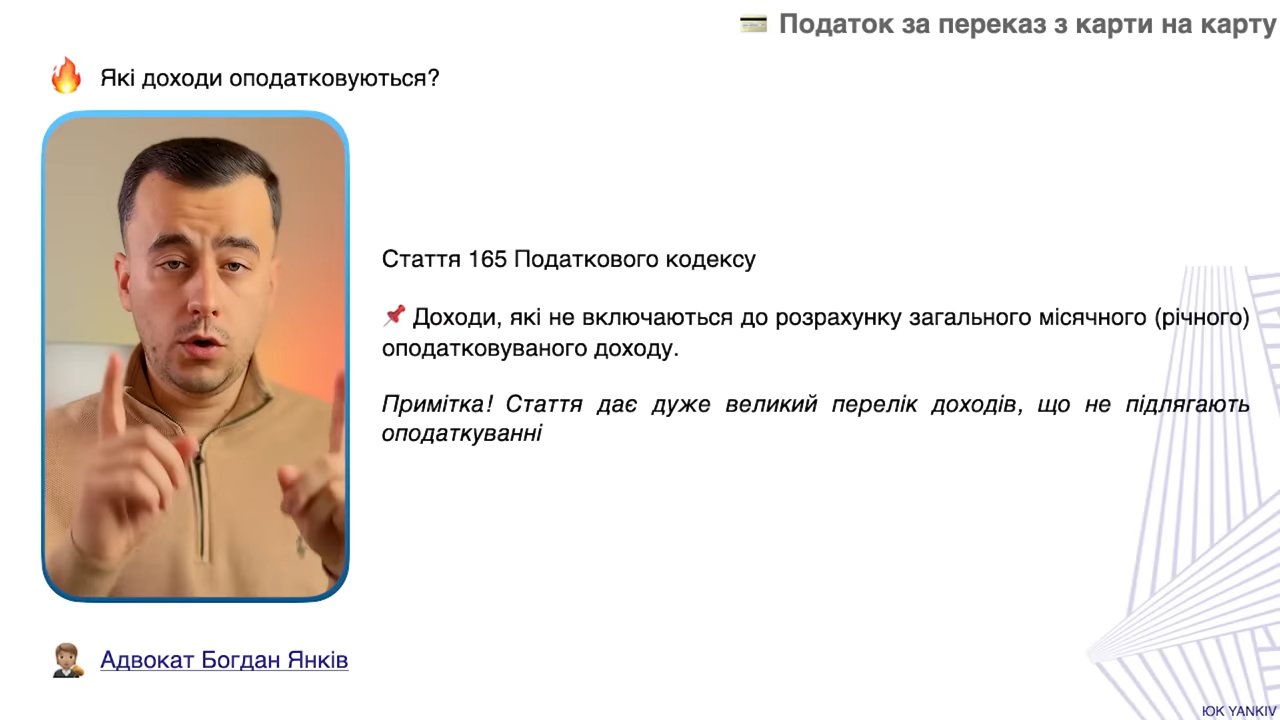 Податок за переказ з карти на карту
Які доходи оподатковуються?
Стаття 165 Податкового кодексу
Доходи, які не включаються до розрахунку загального місячного (річного)
оподатковуваного доходу.
Примітка! Стаття дає дуже великий перелік доходів, що не підлягають
оподаткуванні
Адвокат Богдан Янків
ЮК YANKIV